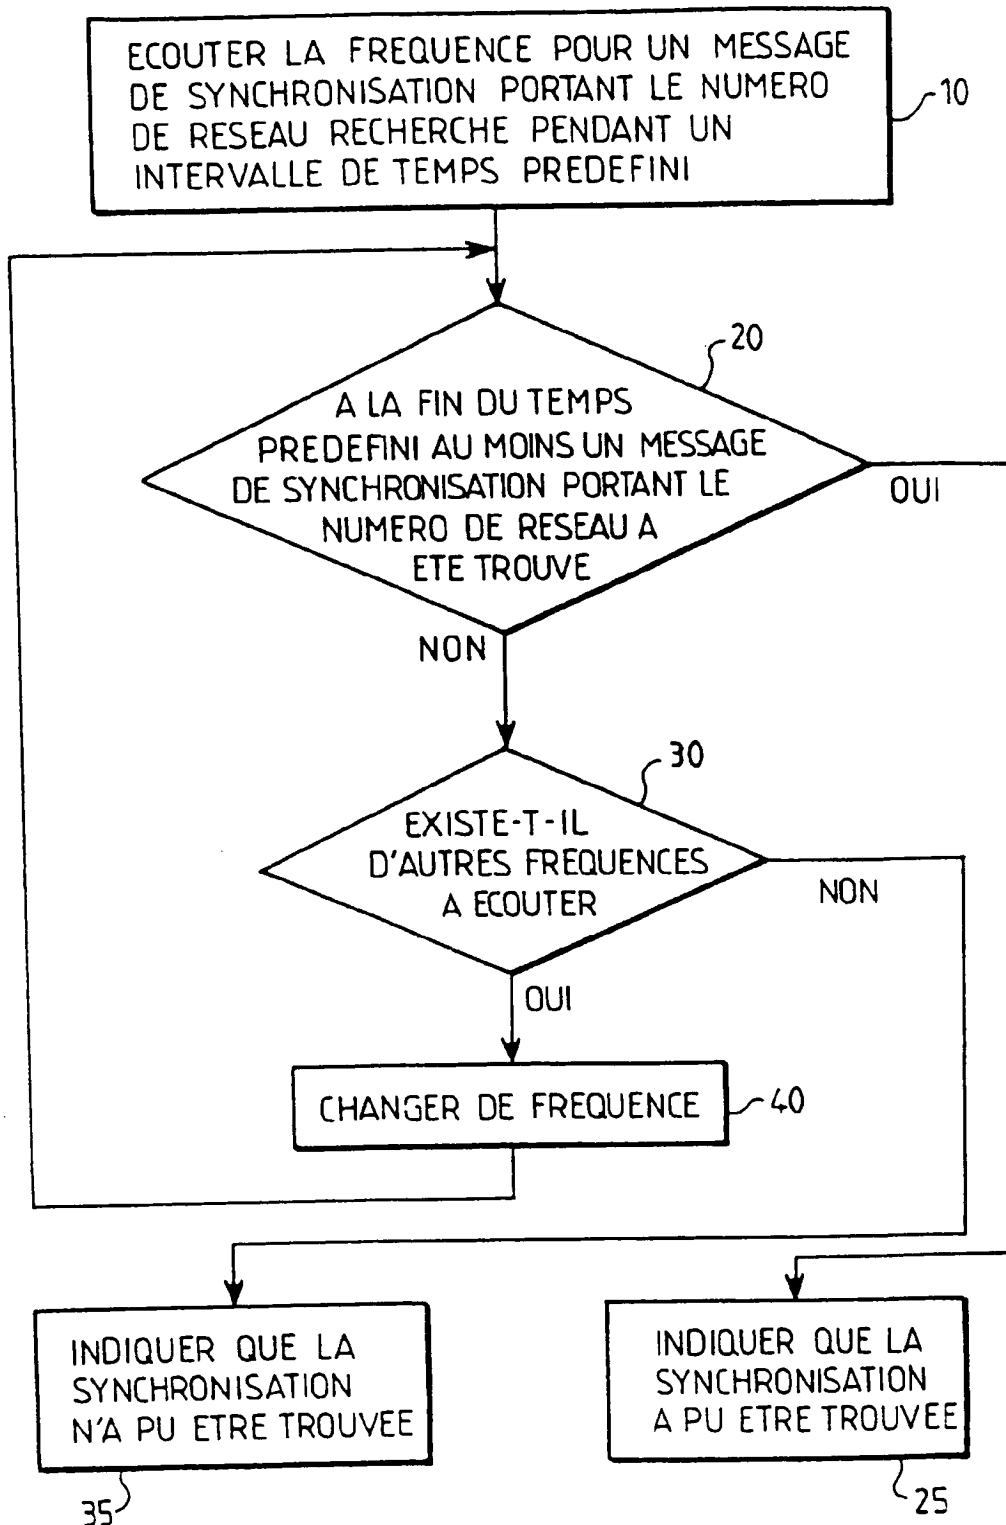 ECOUTER LA FREQUENCE POUR UN MESSAGE
DE SYNCHRONISATION PORTANT LE NUMERO
DE RESEAU RECHERCHE PENDANT UN
INTERVALLE DE TEMPS PREDEFINI
10
20
A LA FIN DU TEMPS
PREDEFINI AU MOINS UN MESSAGE
DE SYNCHRONISATION PORTANT LE
NUMERO DE RESEAU A
ETE TROUVE
OUI
NON
30
EXISTE-T-IL
D'AUTRES FREQUENCES
A ECOUTER
NON
OUI
CHANGER DE FREQUENCE
40
INDIQUER QUE LA
SYNCHRONISATION
N'A PU ETRE TROUVEE
35
INDIQUER QUE LA
SYNCHRONISATION
A PU ETRE TROUVEE
25